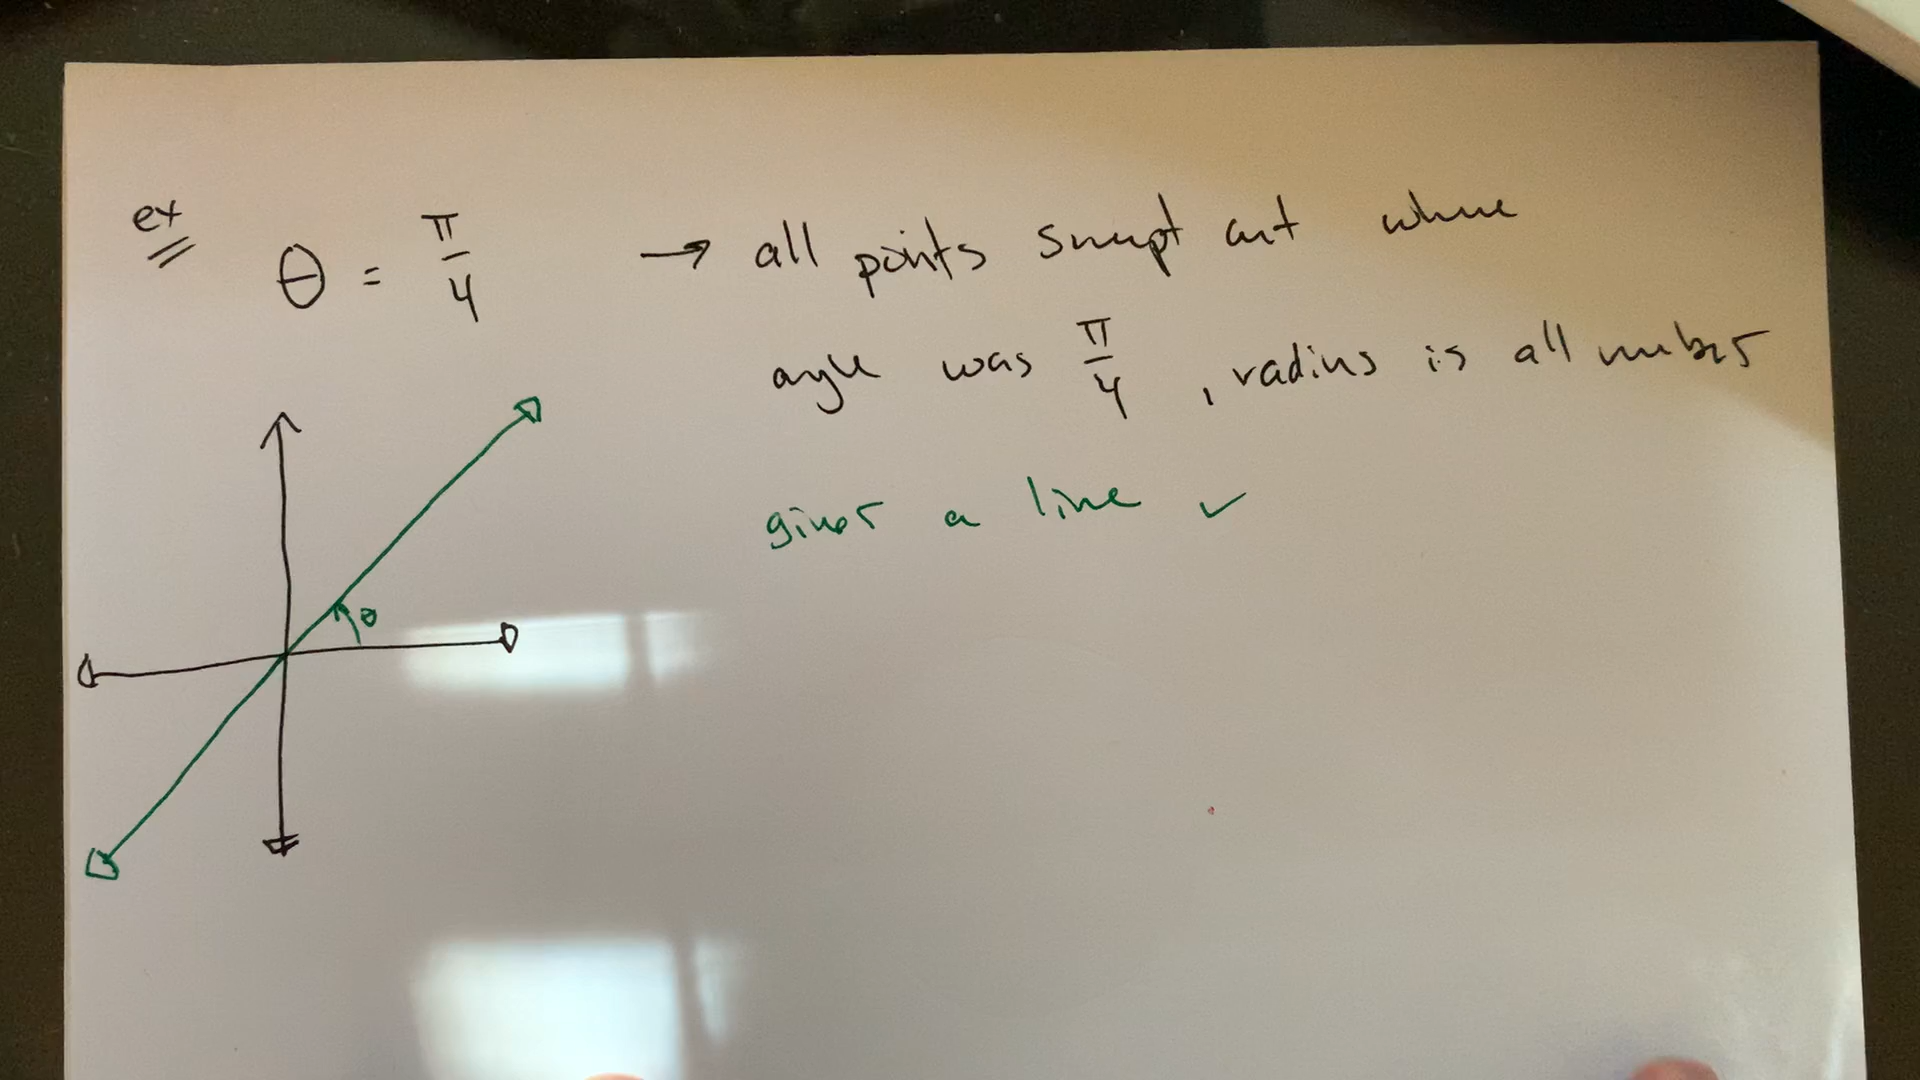 ex
θ = π/4 → all points swept out where
angle was π/4, radius is all numbers
gives a line ✓
θ